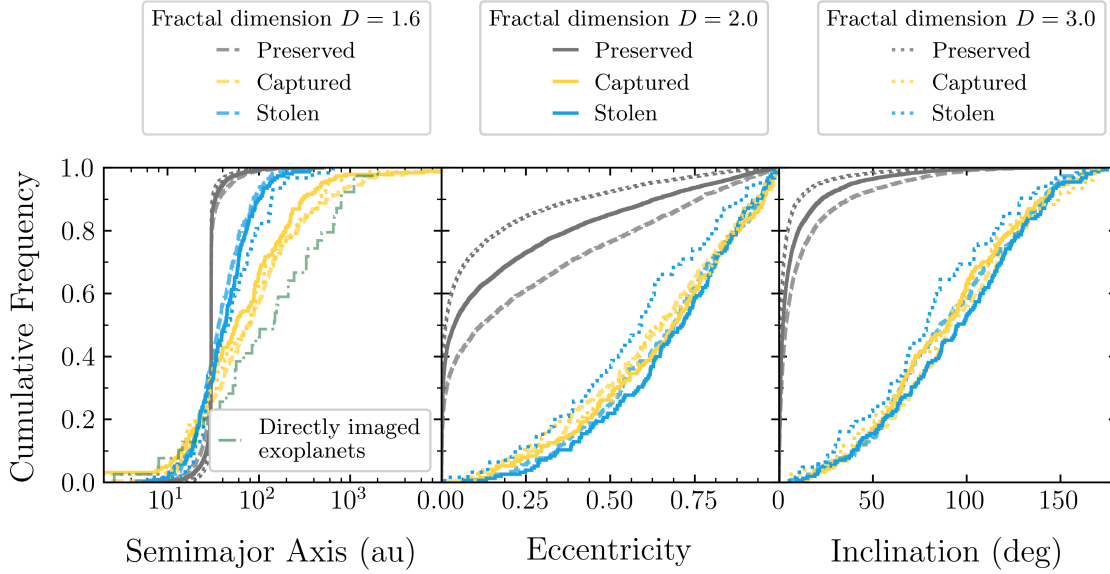 Fractal dimension D = 1.6
Preserved
Captured
Stolen
Fractal dimension D = 2.0
Preserved
Captured
Stolen
Fractal dimension D = 3.0
Preserved
Captured
Stolen
Cumulative Frequency
1.0
0.8
0.6
0.4
0.2
0.0
Directly imaged
exoplanets
10¹ 10² 10³ 0.0
0.00 0.25 0.50 0.75
0 50 100 150
Semimajor Axis (au)
Eccentricity
Inclination (deg)